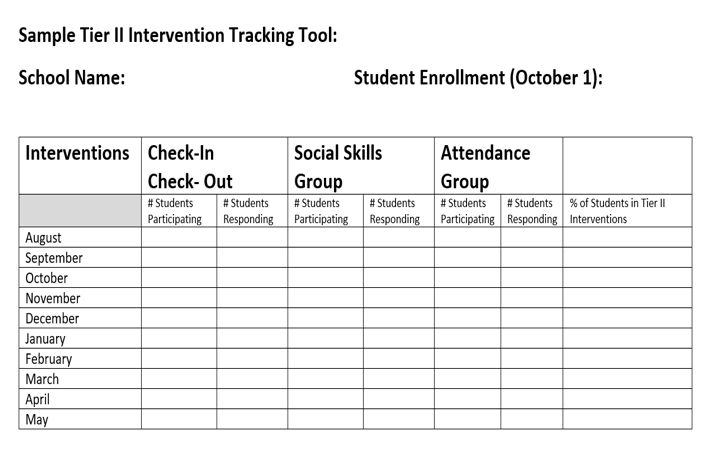 Sample Tier II Intervention Tracking Tool:
School Name: Student Enrollment (October 1):
Interventions Check-In Social Skills Attendance
Check- Out Group Group
# Students # Students # Students # Students # Students # Students % of Students in Tier II
Participating Responding Participating Responding Participating Responding Interventions
August
September
October
November
December
January
February
March
April
May